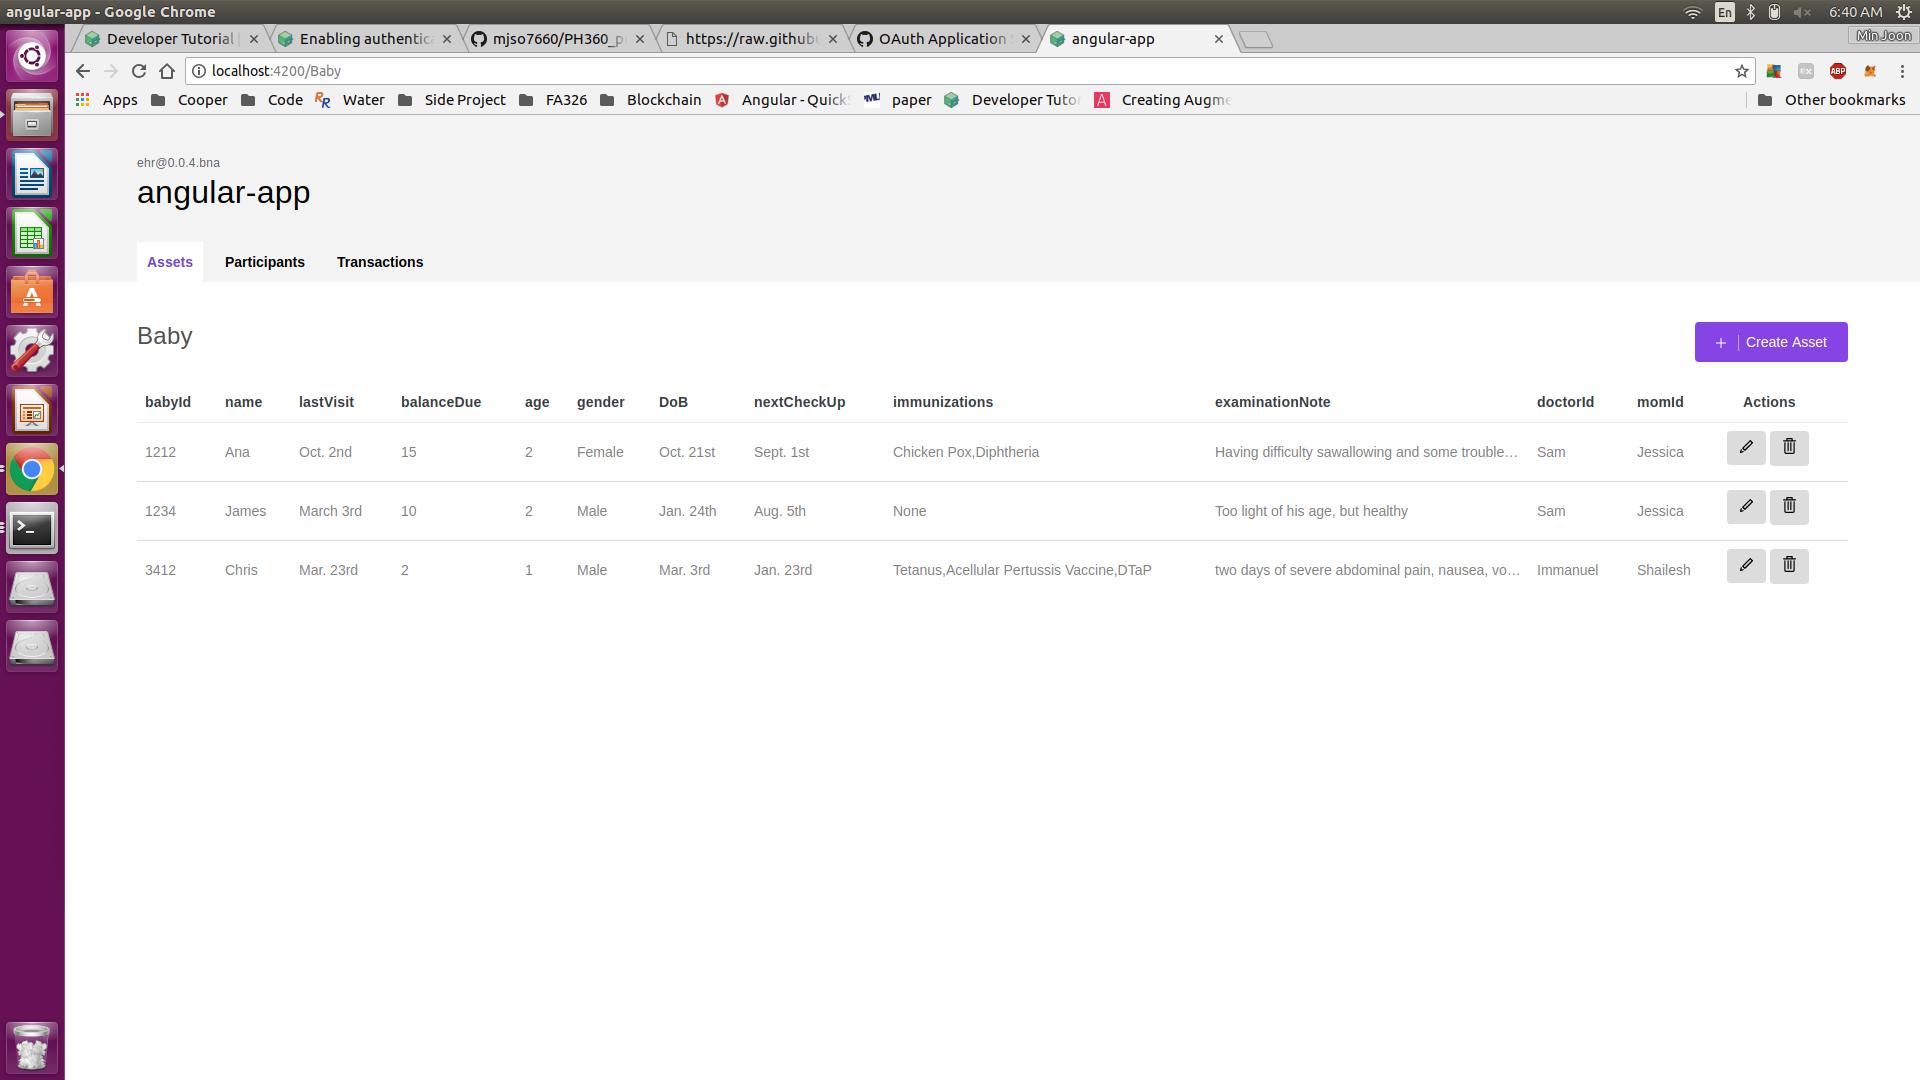 angular-app - Google Chrome
En
6:40 AM
Developer Tutorial
Enabling authentic
mjso7660/PH360_p
https://raw.github
OAuth Application
angular-app
Min Joon
localhost:4200/Baby
ABP
Apps
Cooper
Code
Water
Side Project
FA326
Blockchain
Angular - Quick
paper
Developer Tuto
Creating Augme
Other bookmarks
ehr@0.0.4.bna
angular-app
Assets Participants Transactions
Baby
+ | Create Asset
babyId name lastVisit balanceDue age gender DoB nextCheckUp immunizations examinationNote doctorId momId Actions
1212 Ana Oct. 2nd 15 2 Female Oct. 21st Sept. 1st Chicken Pox,Diphtheria Having difficulty sawallowing and some trouble… Sam Jessica
1234 James March 3rd 10 2 Male Jan. 24th Aug. 5th None Too light of his age, but healthy Sam Jessica
3412 Chris Mar. 23rd 2 1 Male Mar. 3rd Jan. 23rd Tetanus,Acellular Pertussis Vaccine,DTaP two days of severe abdominal pain, nausea, vo… Immanuel Shailesh